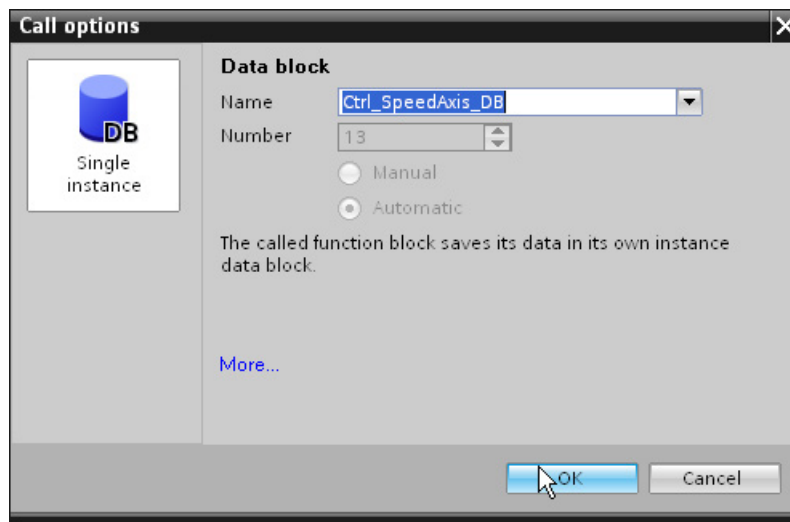 Call options
DB
Single
instance
Data block
Name Ctrl_SpeedAxis_DB
Number 13
Manual
Automatic
The called function block saves its data in its own instance
data block.
More...
OK Cancel